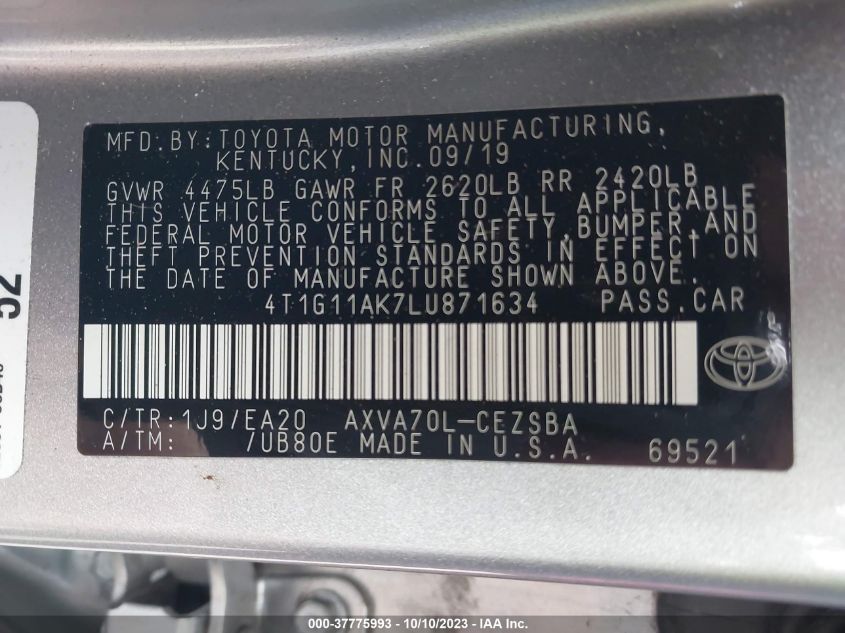 MFD. BY: TOYOTA MOTOR MANUFACTURING,
KENTUCKY, INC. 09/19
GVWR 4475LB GAWR FR 2620LB RR 2420LB
THIS VEHICLE CONFORMS TO ALL APPLICABLE
FEDERAL MOTOR VEHICLE SAFETY, BUMPER, AND
THEFT PREVENTION STANDARDS IN EFFECT ON
THE DATE OF MANUFACTURE SHOWN ABOVE.
4T1G11AK7LU871634 PASS. CAR
C/TR: 1J9/EA20 AXVA70L-CEZSBA
A/TM: /UB80E MADE IN U.S.A. 69521
52
000-37775993 - 10/10/2023 - IAA Inc.